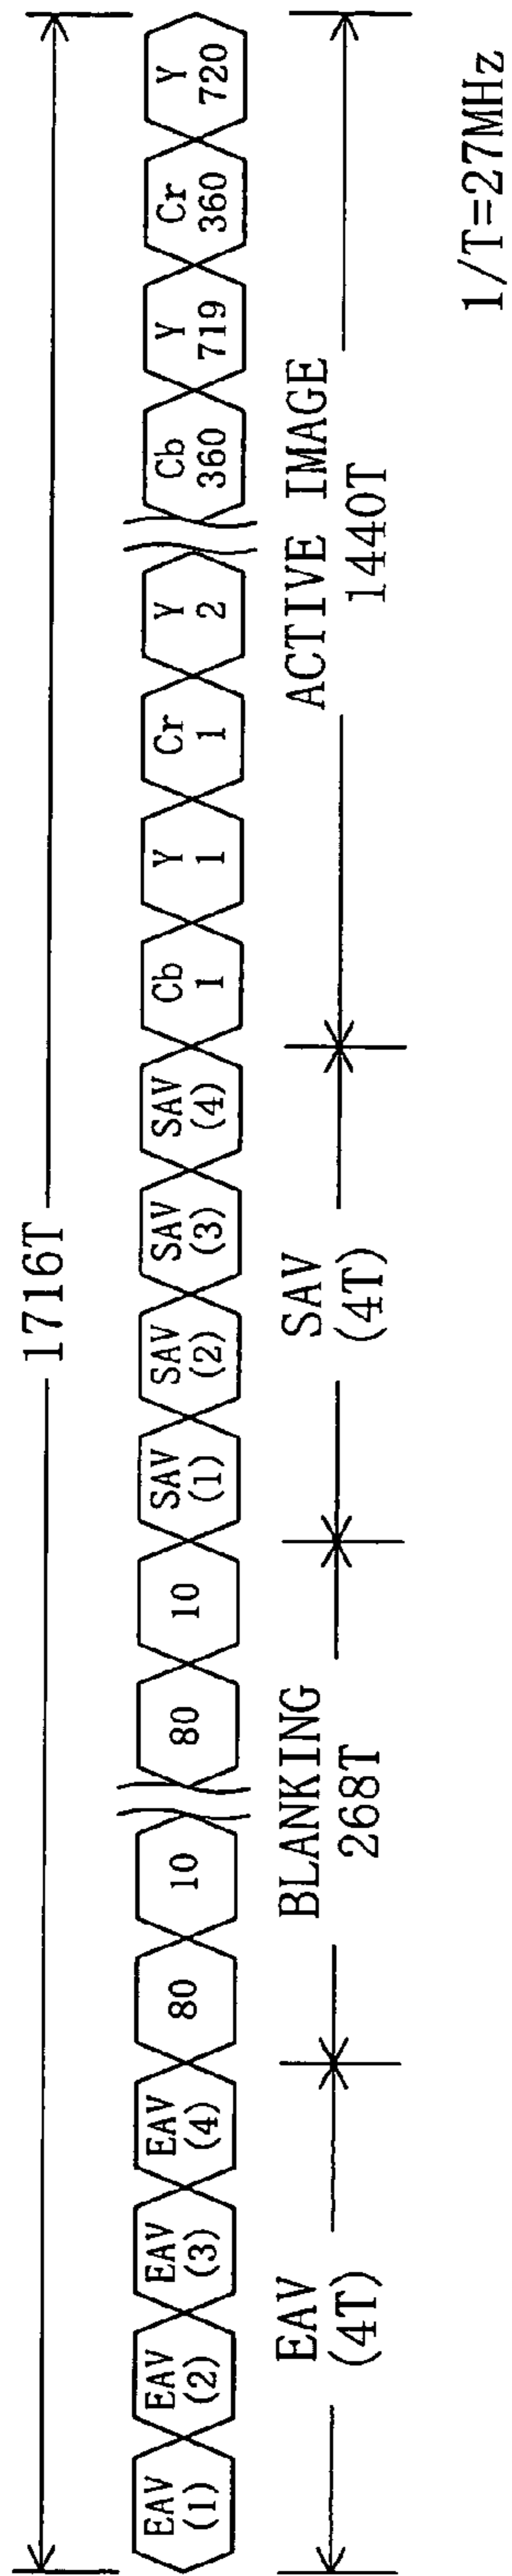 1716T
EAV (1) EAV (2) EAV (3) EAV (4) 80 10 80 10 SAV (1) SAV (2) SAV (3) SAV (4) Cb 1 Y 1 Cr 1 Y 2 Cb 360 Y 719 Cr 360 Y 720
EAV (4T)
BLANKING 268T
SAV (4T)
ACTIVE IMAGE 1440T
1/T=27MHz